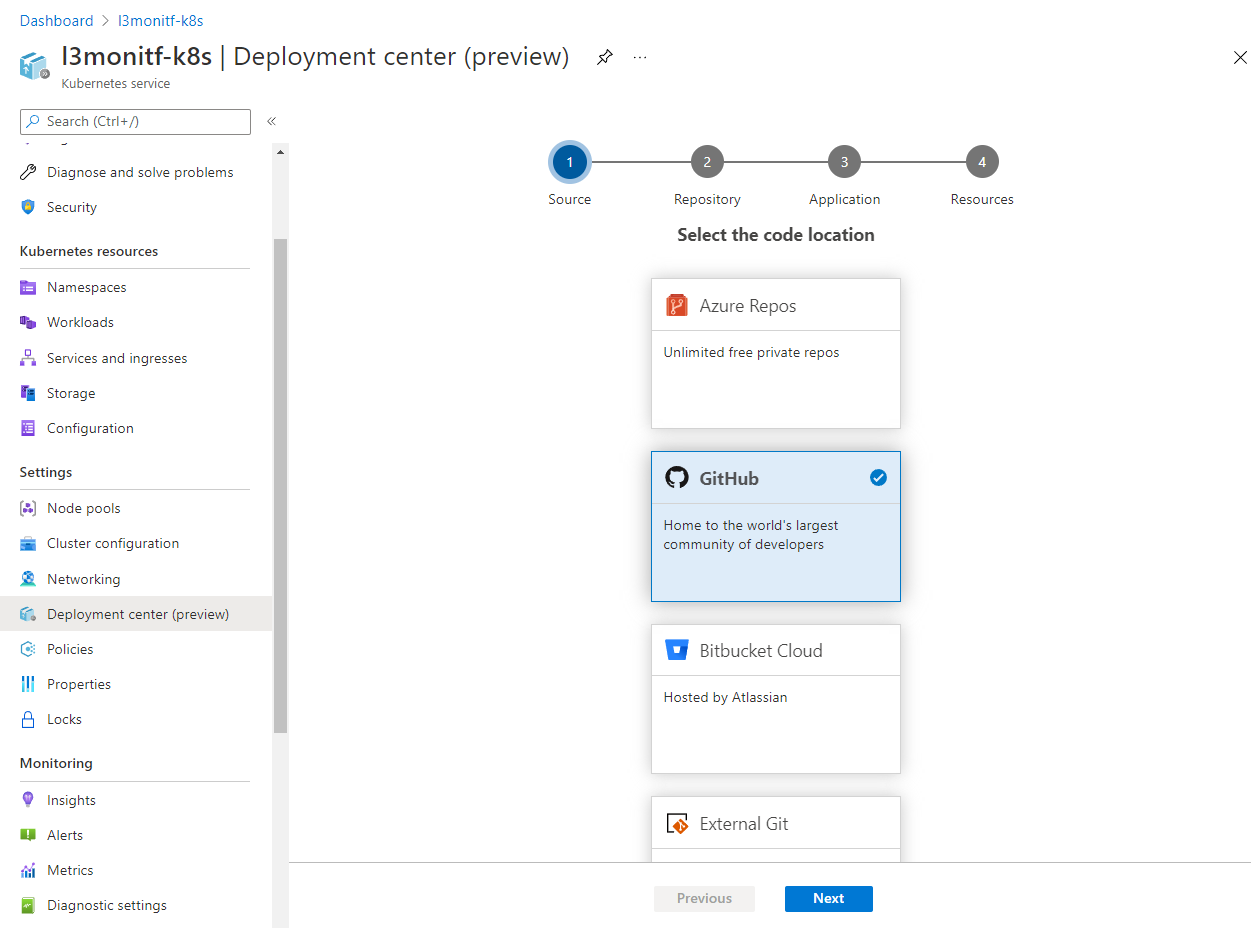 Dashboard > l3monitf-k8s
l3monitf-k8s | Deployment center (preview) ...
Kubernetes service
Search (Ctrl+/) «
Diagnose and solve problems
Security
Kubernetes resources
Namespaces
Workloads
Services and ingresses
Storage
Configuration
Settings
Node pools
Cluster configuration
Networking
Deployment center (preview)
Policies
Properties
Locks
Monitoring
Insights
Alerts
Metrics
Diagnostic settings
1 2 3 4
Source Repository Application Resources
Select the code location
Azure Repos
Unlimited free private repos
GitHub
Home to the world's largest
community of developers
Bitbucket Cloud
Hosted by Atlassian
External Git
Previous Next